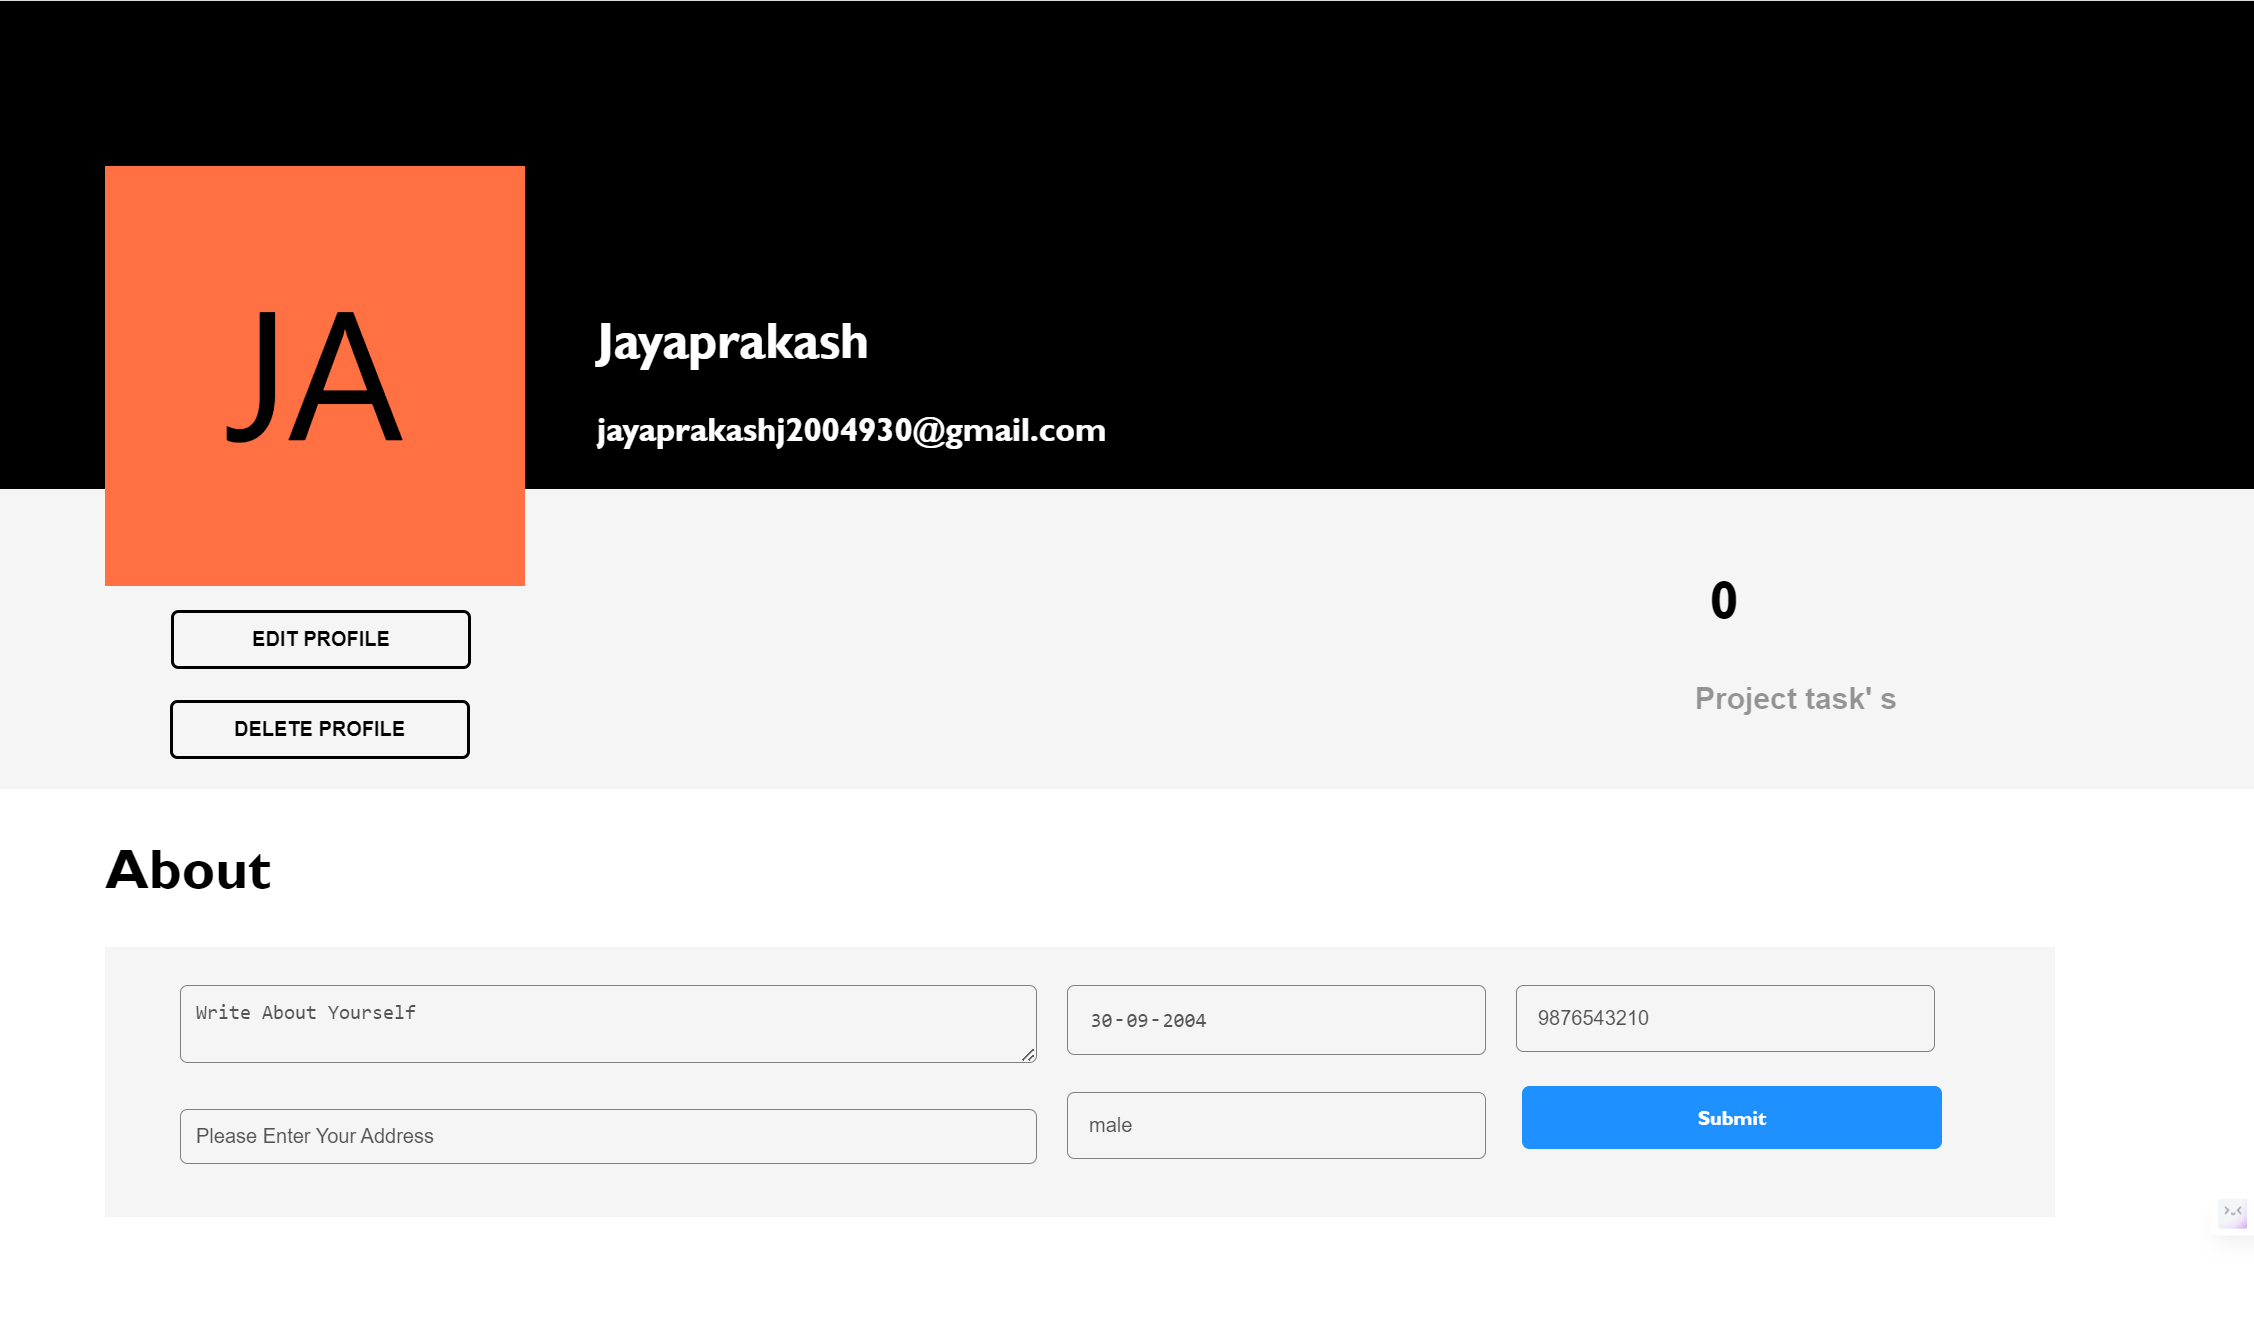 JA
Jayaprakash
jayaprakashj2004930@gmail.com
EDIT PROFILE
DELETE PROFILE
0
Project task' s
About
Write About Yourself
30-09-2004
9876543210
Please Enter Your Address
male
Submit